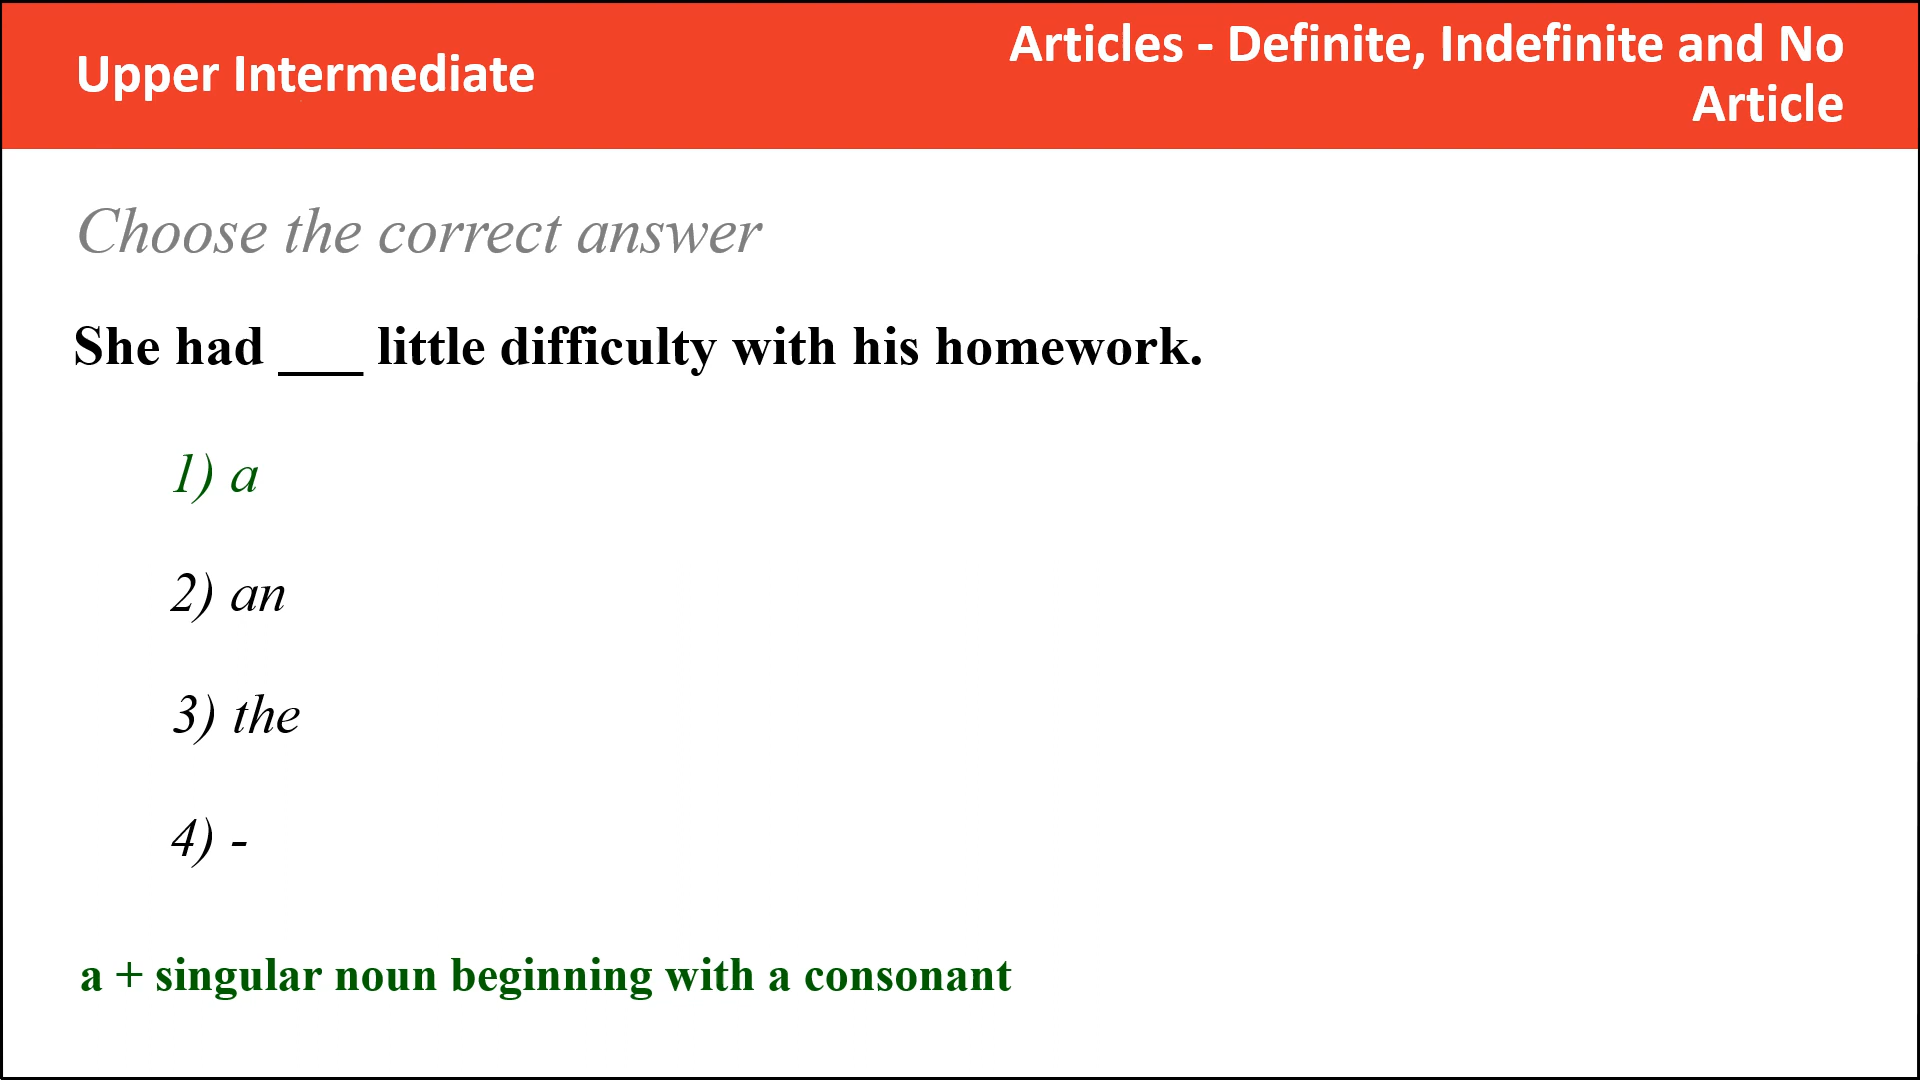 Upper Intermediate
Articles - Definite, Indefinite and No
Article
Choose the correct answer
She had ___ little difficulty with his homework.
1) a
2) an
3) the
4) -
a + singular noun beginning with a consonant